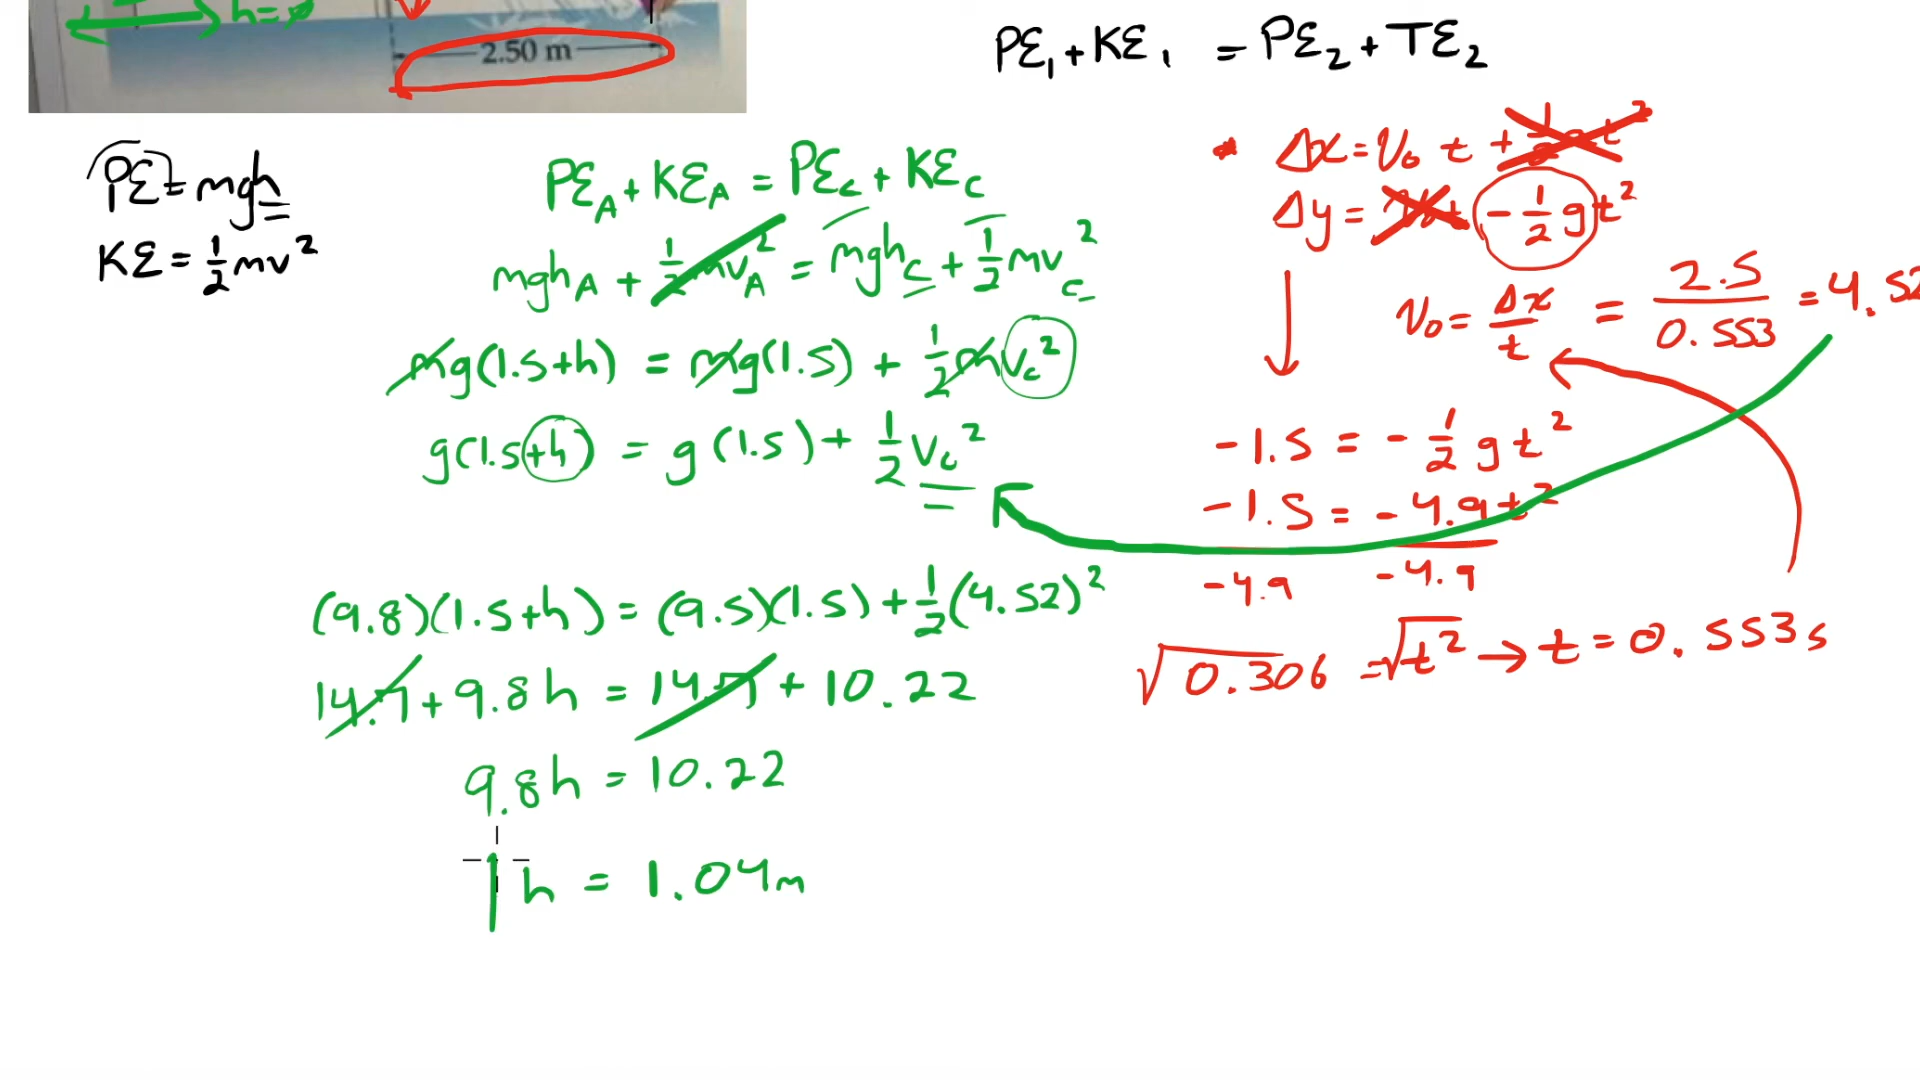 h=0
2.50 m
PE₁ + KE₁ = PE₂ + TE₂
PE = mgh
KE = ½mv²
PE_A + KE_A = PE_C + KE_C
mgh_A + ½mv_A² = mgh_C + ½mv_C²
mg(1.5+h) = mg(1.5) + ½mv_C²
g(1.5+h) = g(1.5) + ½v_C²
(9.8)(1.5+h) = (9.5)(1.5) + ½(4.52)²
14.7 + 9.8h = 14.7 + 10.22
9.8h = 10.22
h = 1.04m
Δx = v₀t + ½ t²
Δy = -½gt²
v₀ = Δx/t = 2.5/0.553 = 4.52
-1.5 = -½gt²
-1.5 = -4.9t²
-4.9 -4.9
√0.306 = √t² → t = 0.553s